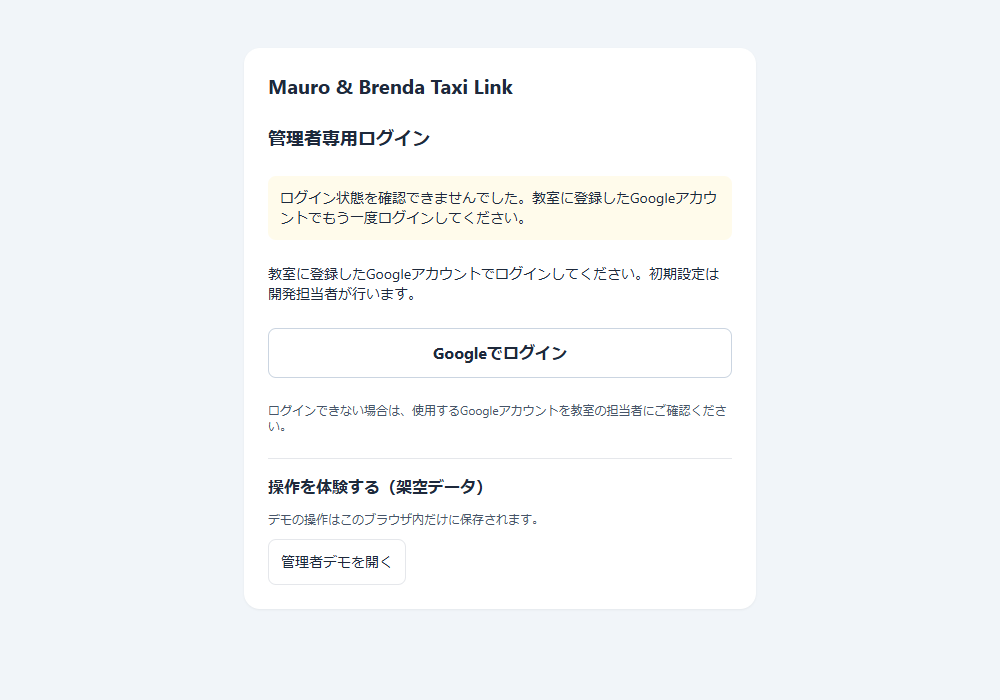 Mauro & Brenda Taxi Link
管理者専用ログイン
ログイン状態を確認できませんでした。教室に登録したGoogleアカウ
ントでもう一度ログインしてください。
教室に登録したGoogleアカウントでログインしてください。初期設定は
開発担当者が行います。
Googleでログイン
ログインできない場合は、使用するGoogleアカウントを教室の担当者にご確認くださ
い。
操作を体験する（架空データ）
デモの操作はこのブラウザ内だけに保存されます。
管理者デモを開く